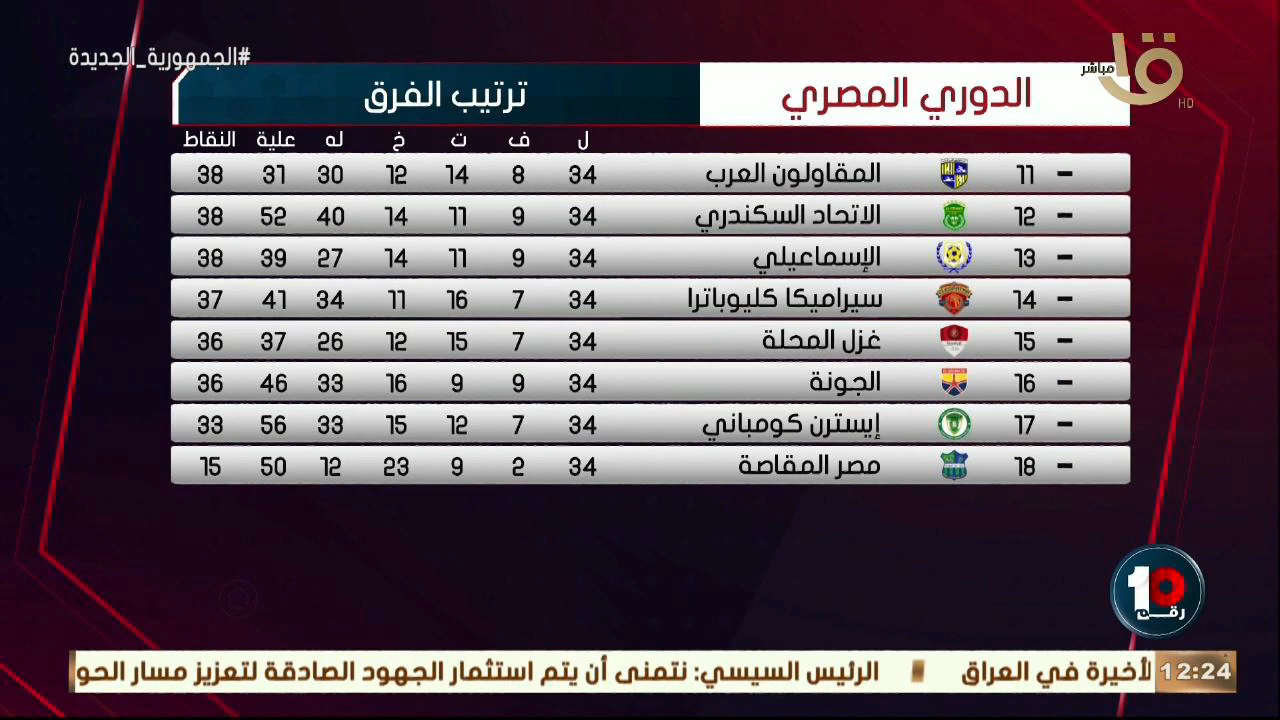 #الجمهورية_الجديدة
مباشر
HD
الدوري المصري
ترتيب الفرق
ل ف ت خ له علية النقاط
11 المقاولون العرب 34 8 14 12 30 31 38
12 الاتحاد السكندري 34 9 11 14 40 52 38
13 الإسماعيلي 34 9 11 14 27 39 38
14 سيراميكا كليوباترا 34 7 16 11 34 41 37
15 غزل المحلة 34 7 15 12 26 37 36
16 الجونة 34 9 9 16 33 46 36
17 إيسترن كومباني 34 7 12 15 33 56 33
18 مصر المقاصة 34 2 9 23 12 50 15
رقم 10
12:24 لأخيرة في العراق الرئيس السيسي: نتمنى أن يتم استثمار الجهود الصادقة لتعزيز مسار الحو